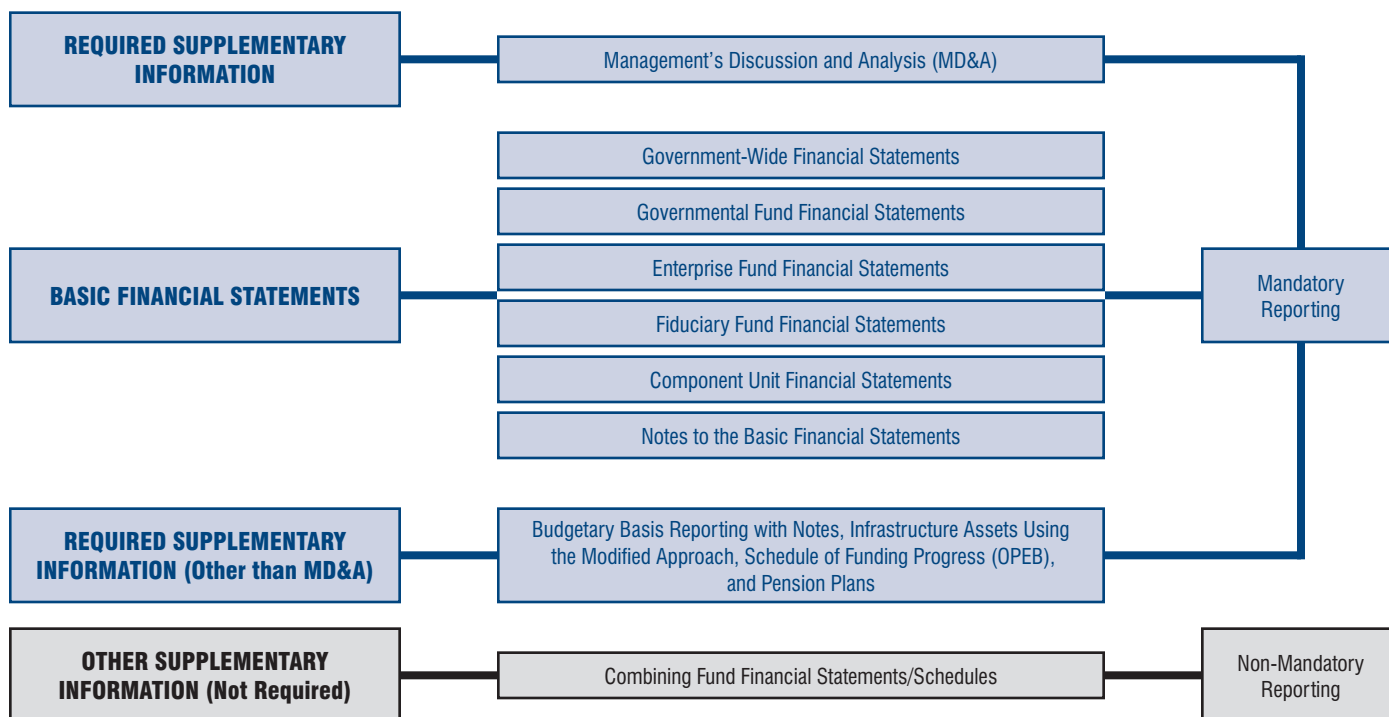 REQUIRED SUPPLEMENTARY
INFORMATION
Management’s Discussion and Analysis (MD&A)
Government-Wide Financial Statements
Governmental Fund Financial Statements
BASIC FINANCIAL STATEMENTS
Enterprise Fund Financial Statements
Fiduciary Fund Financial Statements
Component Unit Financial Statements
Notes to the Basic Financial Statements
Mandatory
Reporting
REQUIRED SUPPLEMENTARY
INFORMATION (Other than MD&A)
Budgetary Basis Reporting with Notes, Infrastructure Assets Using
the Modified Approach, Schedule of Funding Progress (OPEB),
and Pension Plans
OTHER SUPPLEMENTARY
INFORMATION (Not Required)
Combining Fund Financial Statements/Schedules
Non-Mandatory
Reporting